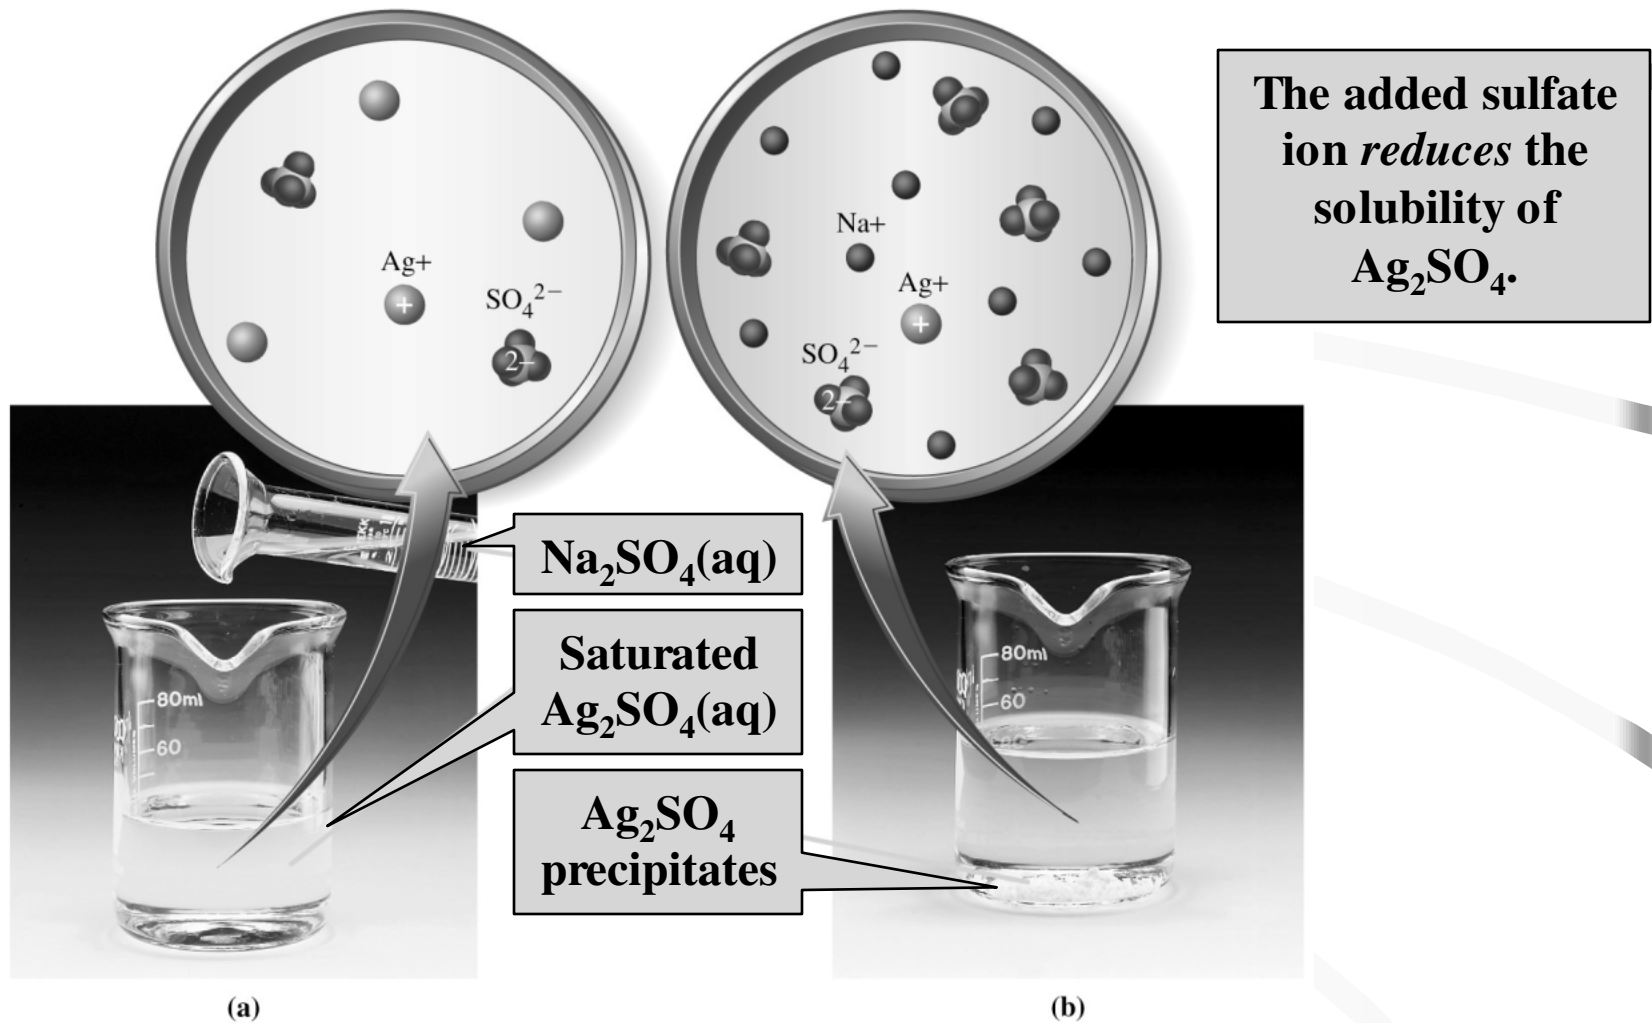 The added sulfate
ion reduces the
solubility of
Ag₂SO₄.
Ag+
SO₄²⁻
+
2−
Na+
Ag+
+
SO₄²⁻
2−
Na₂SO₄(aq)
Saturated
Ag₂SO₄(aq)
Ag₂SO₄
precipitates
80ml
60
80ml
60
(a)
(b)